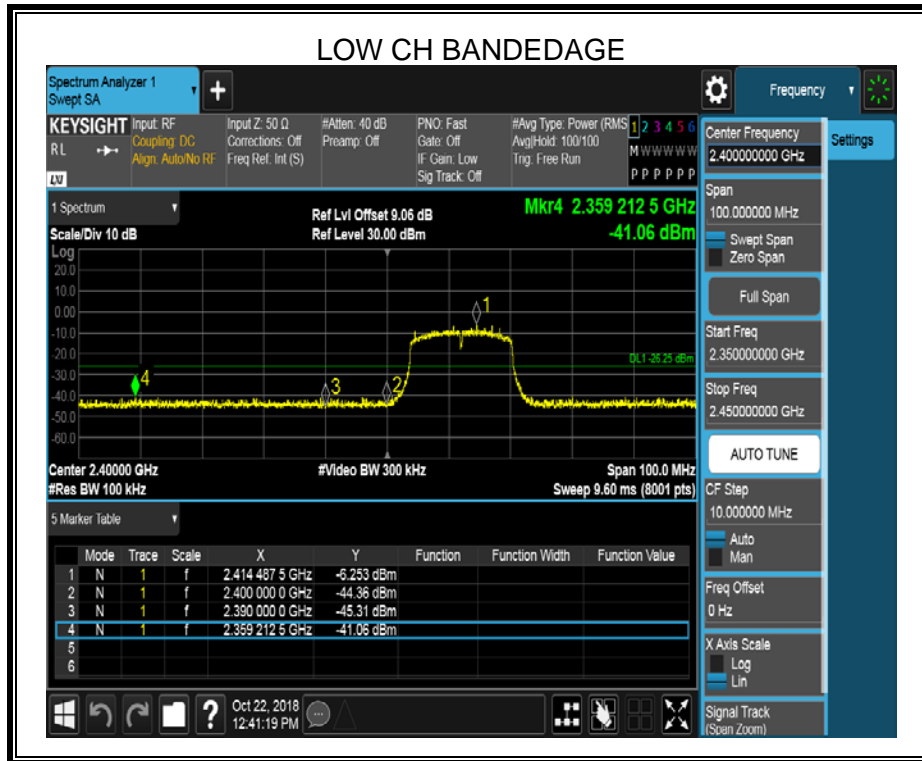 LOW CH BANDEDAGE
Spectrum Analyzer 1
Swept SA
Frequency
KEYSIGHT
RL
LXI
Input: RF
Coupling: DC
Align: Auto/No RF
Input Z: 50 Ω
Corrections: Off
Freq Ref: Int (S)
#Atten: 40 dB
Preamp: Off
PNO: Fast
Gate: Off
IF Gain: Low
Sig Track: Off
#Avg Type: Power (RMS
Avg|Hold: 100/100
Trig: Free Run
1 2 3 4 5 6
M W W W W W
P P P P P P
1 Spectrum
Scale/Div 10 dB
Ref Lvl Offset 9.06 dB
Ref Level 30.00 dBm
Mkr4 2.359 212 5 GHz
-41.06 dBm
Log
20.0
10.0
0.00
-10.0
-20.0
-30.0
-40.0
-50.0
-60.0
1
2
3
4
DL1 -26.25 dBm
Center 2.40000 GHz
#Res BW 100 kHz
#Video BW 300 kHz
Span 100.0 MHz
Sweep 9.60 ms (8001 pts)
5 Marker Table
Mode Trace Scale X Y Function Function Width Function Value
1 N 1 f 2.414 487 5 GHz -6.253 dBm
2 N 1 f 2.400 000 0 GHz -44.36 dBm
3 N 1 f 2.390 000 0 GHz -45.31 dBm
4 N 1 f 2.359 212 5 GHz -41.06 dBm
5
6
Oct 22, 2018
12:41:19 PM
Settings
Center Frequency
2.400000000 GHz
Span
100.000000 MHz
Swept Span
Zero Span
Full Span
Start Freq
2.350000000 GHz
Stop Freq
2.450000000 GHz
AUTO TUNE
CF Step
10.000000 MHz
Auto
Man
Freq Offset
0 Hz
X Axis Scale
Log
Lin
Signal Track
(Span Zoom)